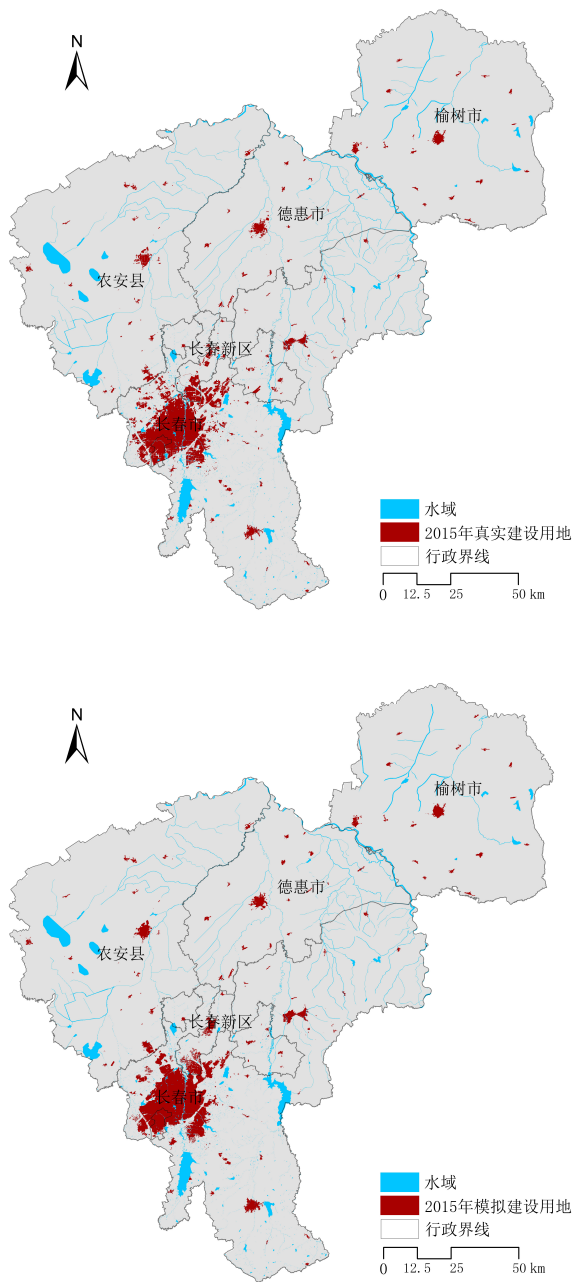 N
榆树市
德惠市
农安县
长春新区
长春市
水域
2015年真实建设用地
行政界线
0 12.5 25 50 km
N
榆树市
德惠市
农安县
长春新区
长春市
水域
2015年模拟建设用地
行政界线
0 12.5 25 50 km